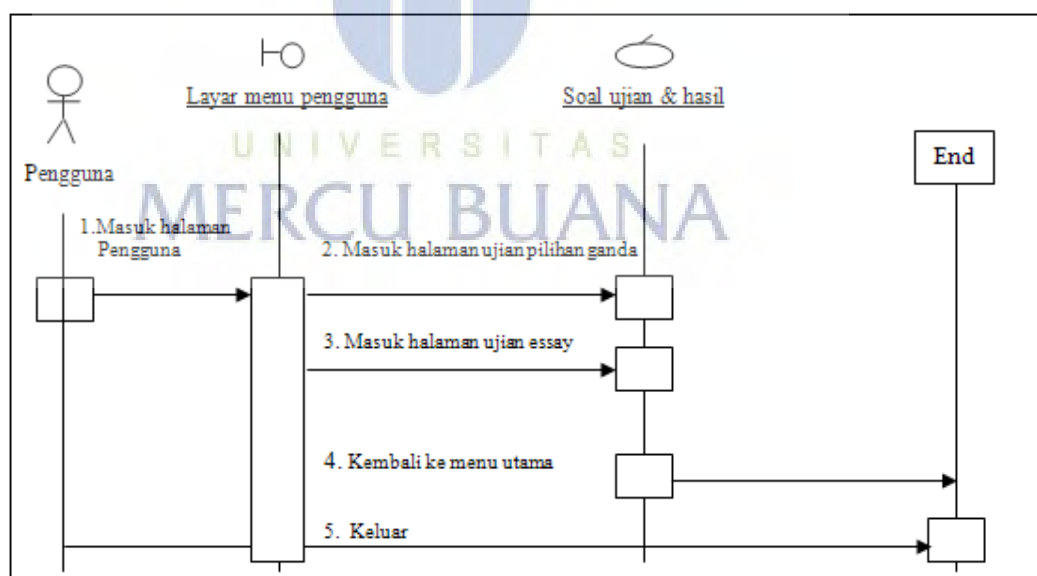 Layar menu pengguna
Soal ujian & hasil
UNIVERSITAS
MERCU BUANA
End
Pengguna
1.Masuk halaman
Pengguna
2. Masuk halaman ujian pilihan ganda
3. Masuk halaman ujian essay
4. Kembali ke menu utama
5. Keluar